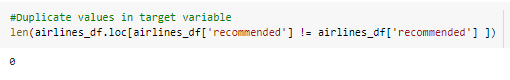 #Duplicate values in target variable
len(airlines_df.loc[airlines_df['recommended'] != airlines_df['recommended'] ])
0